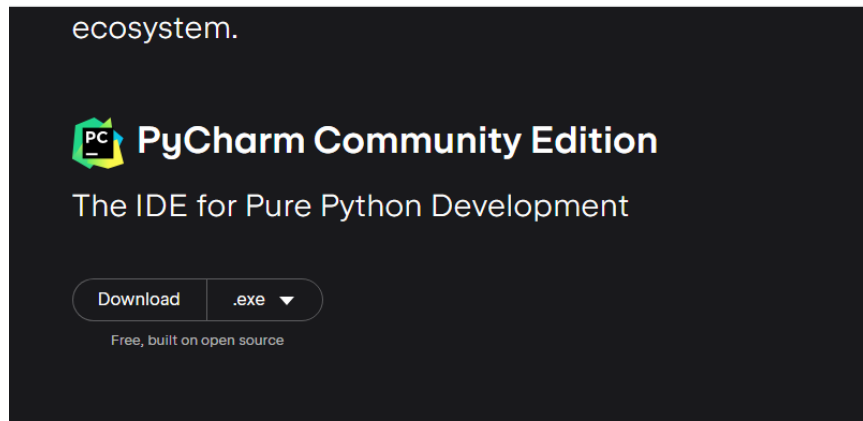 ecosystem.
PC PyCharm Community Edition
The IDE for Pure Python Development
Download .exe
Free, built on open source